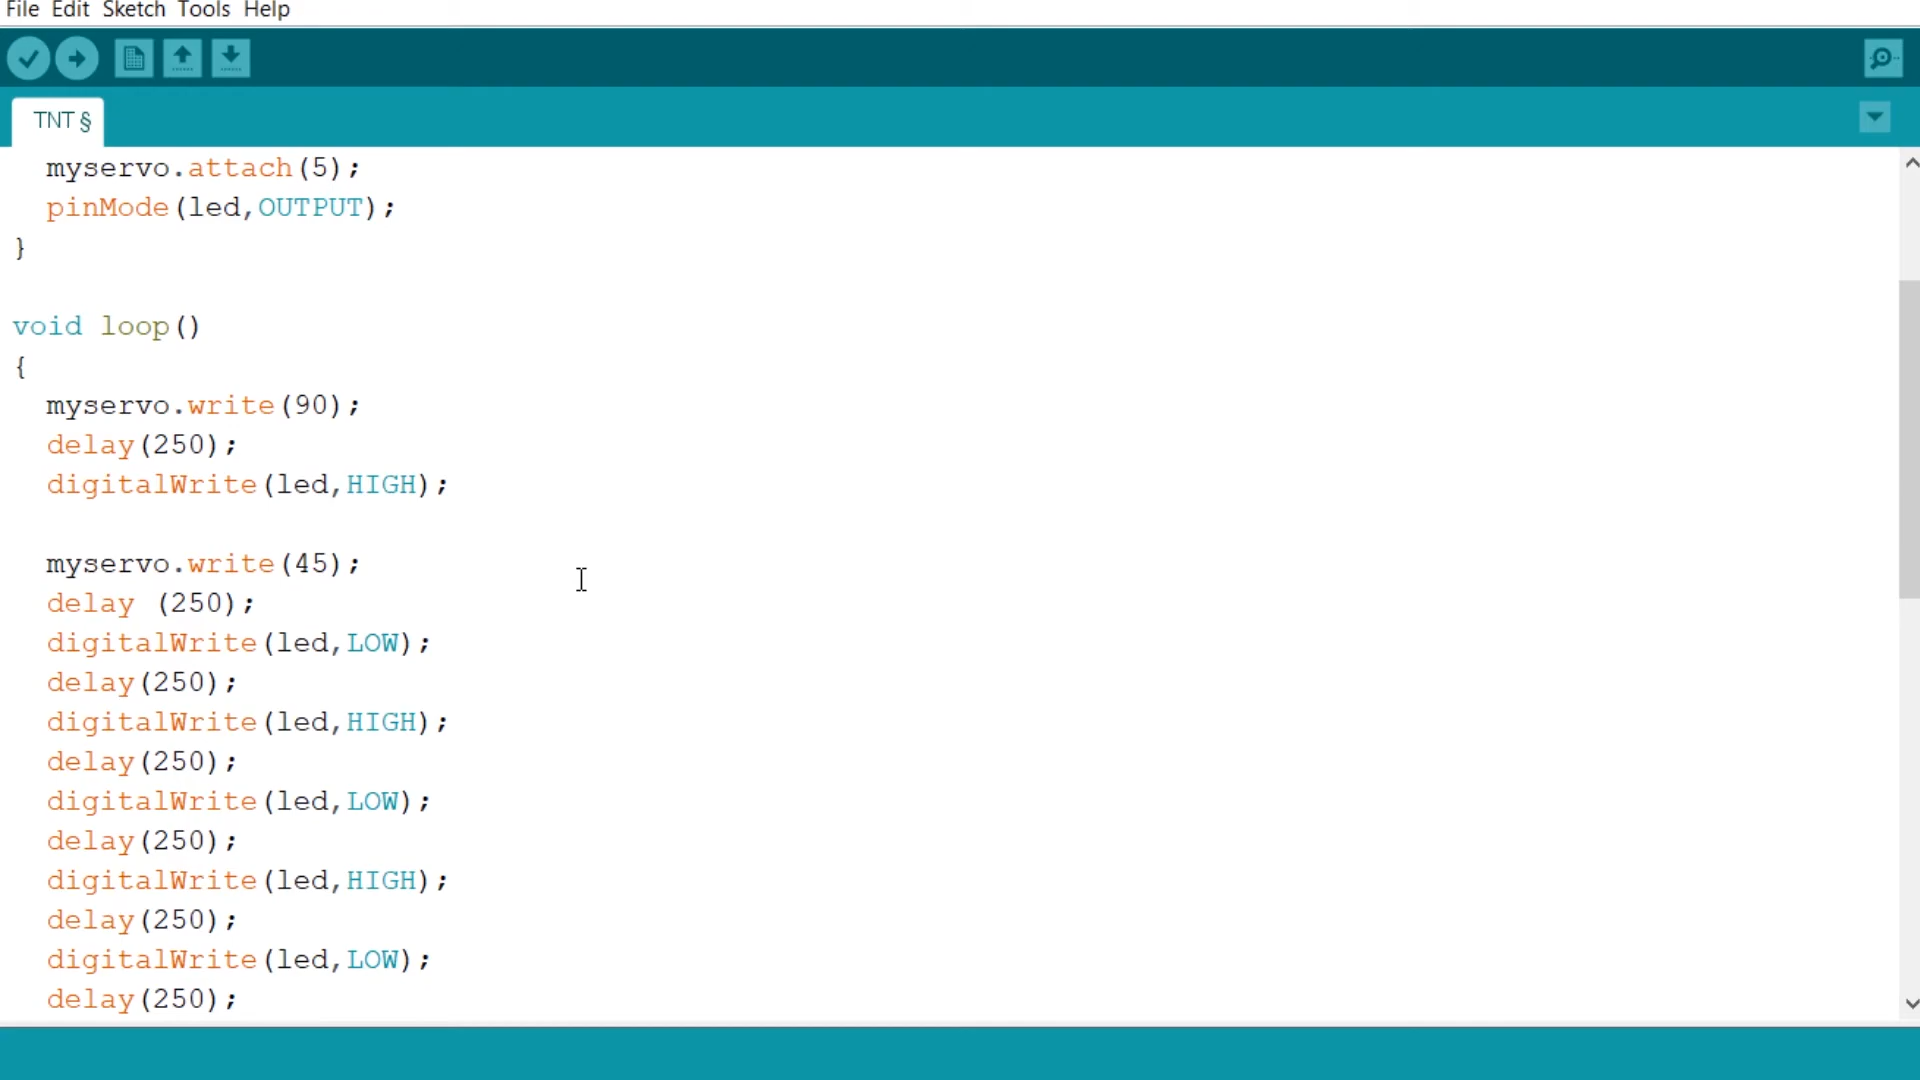 File Edit Sketch Tools Help
TNT §
myservo.attach(5);
pinMode(led,OUTPUT);
}
void loop()
{
myservo.write(90);
delay(250);
digitalWrite(led,HIGH);
myservo.write(45);
delay (250);
digitalWrite(led,LOW);
delay(250);
digitalWrite(led,HIGH);
delay(250);
digitalWrite(led,LOW);
delay(250);
digitalWrite(led,HIGH);
delay(250);
digitalWrite(led,LOW);
delay(250);